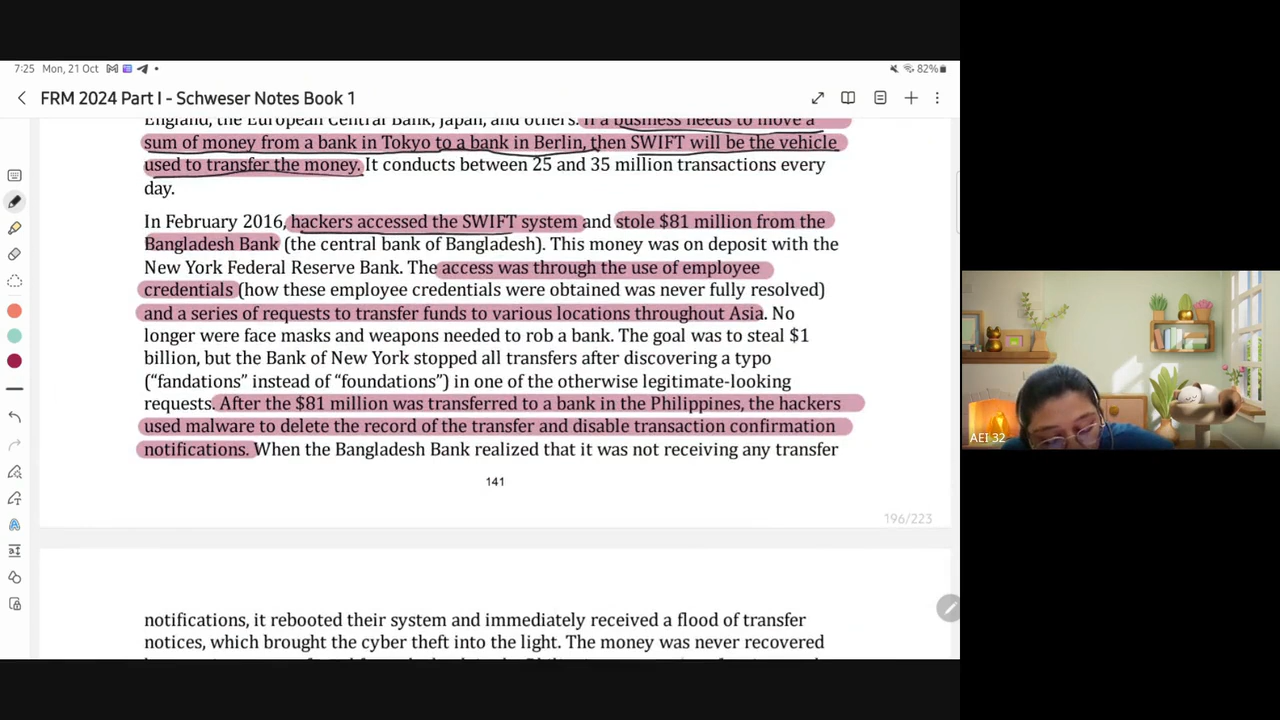 7:25 Mon, 21 Oct
82%
FRM 2024 Part I - Schweser Notes Book 1
England, the European Central Bank, Japan, and others. If a business needs to move a
sum of money from a bank in Tokyo to a bank in Berlin, then SWIFT will be the vehicle
used to transfer the money. It conducts between 25 and 35 million transactions every
day.
In February 2016, hackers accessed the SWIFT system and stole $81 million from the
Bangladesh Bank (the central bank of Bangladesh). This money was on deposit with the
New York Federal Reserve Bank. The access was through the use of employee
credentials (how these employee credentials were obtained was never fully resolved)
and a series of requests to transfer funds to various locations throughout Asia. No
longer were face masks and weapons needed to rob a bank. The goal was to steal $1
billion, but the Bank of New York stopped all transfers after discovering a typo
(“fandations” instead of “foundations”) in one of the otherwise legitimate-looking
requests. After the $81 million was transferred to a bank in the Philippines, the hackers
used malware to delete the record of the transfer and disable transaction confirmation
notifications. When the Bangladesh Bank realized that it was not receiving any transfer
141
196/223
notifications, it rebooted their system and immediately received a flood of transfer
notices, which brought the cyber theft into the light. The money was never recovered
AEI 32